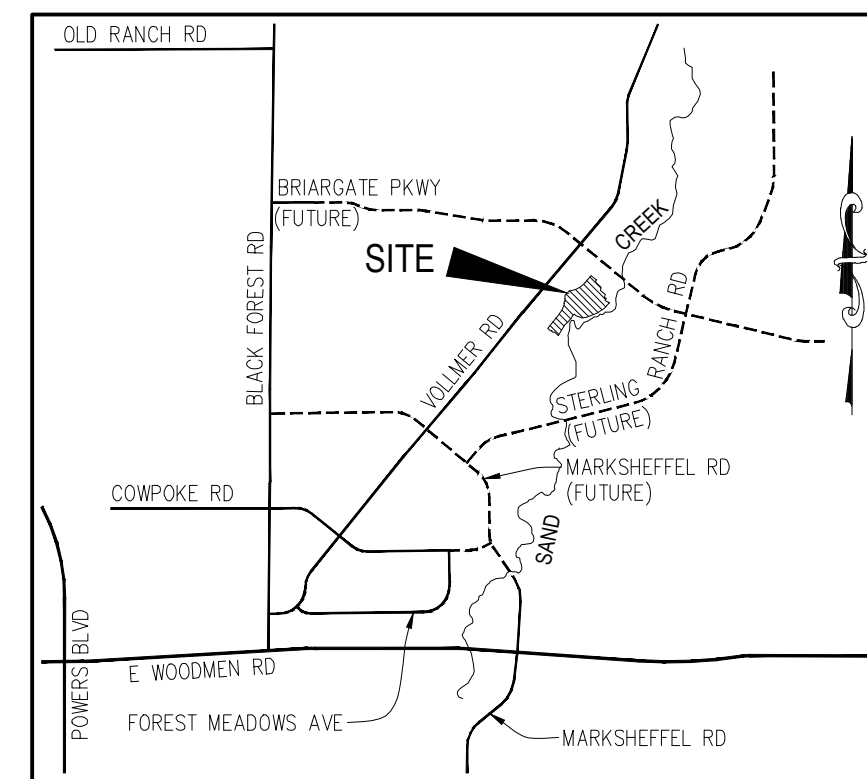 OLD RANCH RD
BRIARGATE PKWY
(FUTURE)
CREEK
SITE
BLACK FOREST RD
VOLLMER RD
RANCH RD
STERLING
(FUTURE)
MARKSHEFFEL RD
(FUTURE)
COWPOKE RD
SAND
POWERS BLVD
E WOODMEN RD
FOREST MEADOWS AVE
MARKSHEFFEL RD